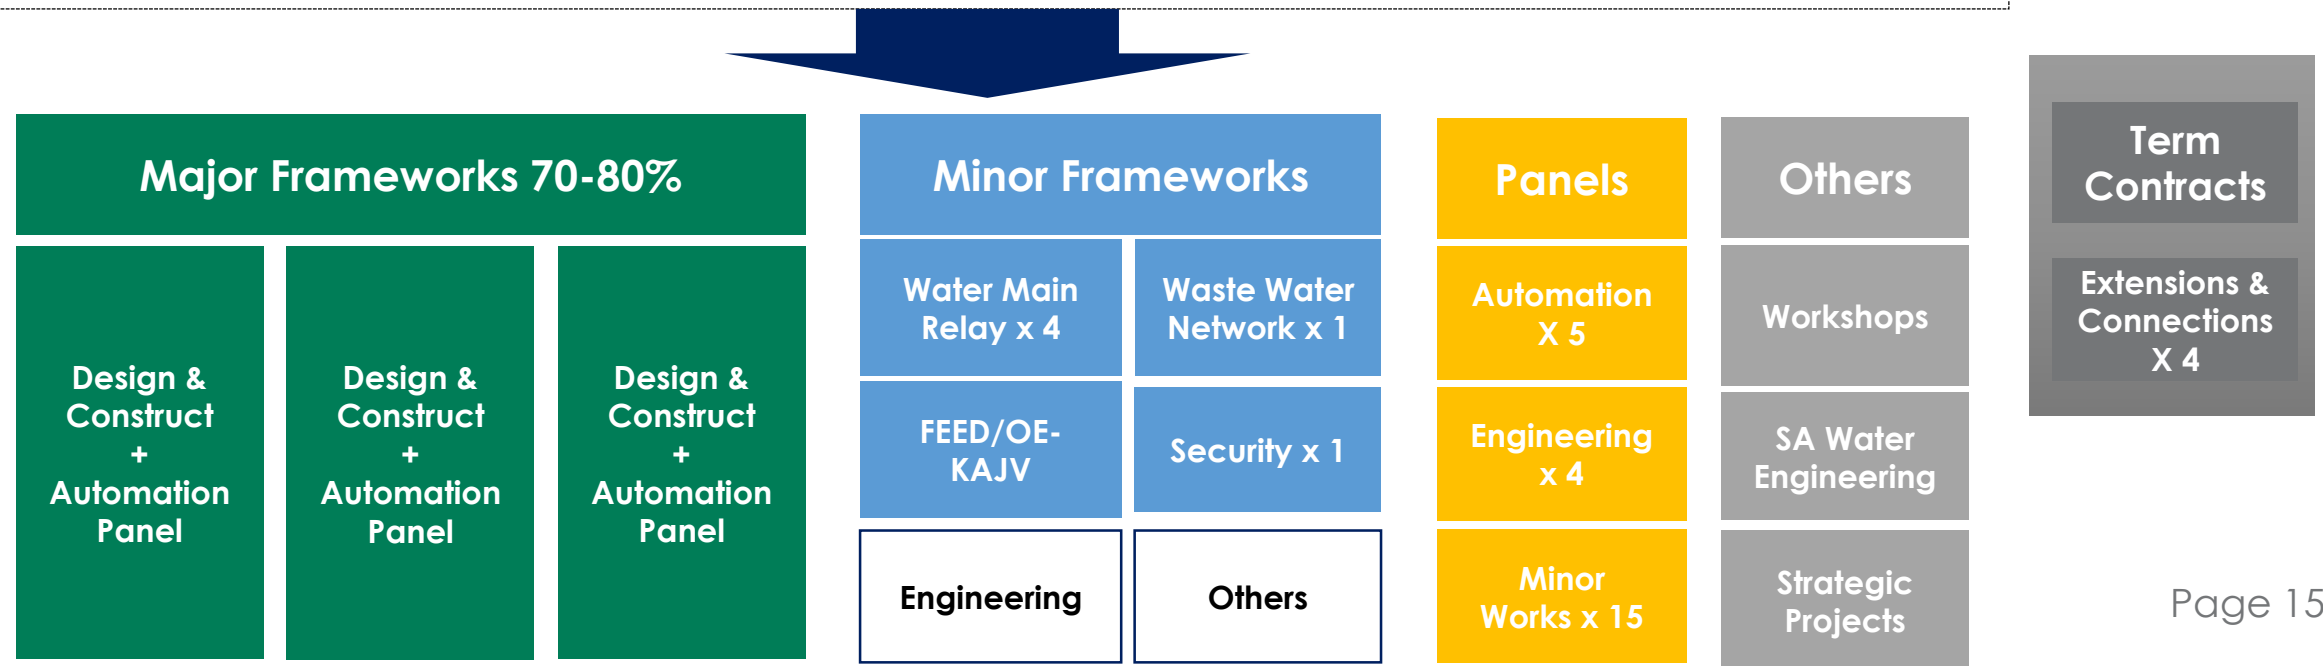 Major Frameworks 70-80%
Design &
Construct
+
Automation
Panel
Design &
Construct
+
Automation
Panel
Design &
Construct
+
Automation
Panel
Minor Frameworks
Water Main
Relay x 4
Waste Water
Network x 1
FEED/OE-
KAJV
Security x 1
Engineering
Others
Panels
Automation
X 5
Engineering
x 4
Minor
Works x 15
Others
Workshops
SA Water
Engineering
Strategic
Projects
Term
Contracts
Extensions &
Connections
X 4
Page 15